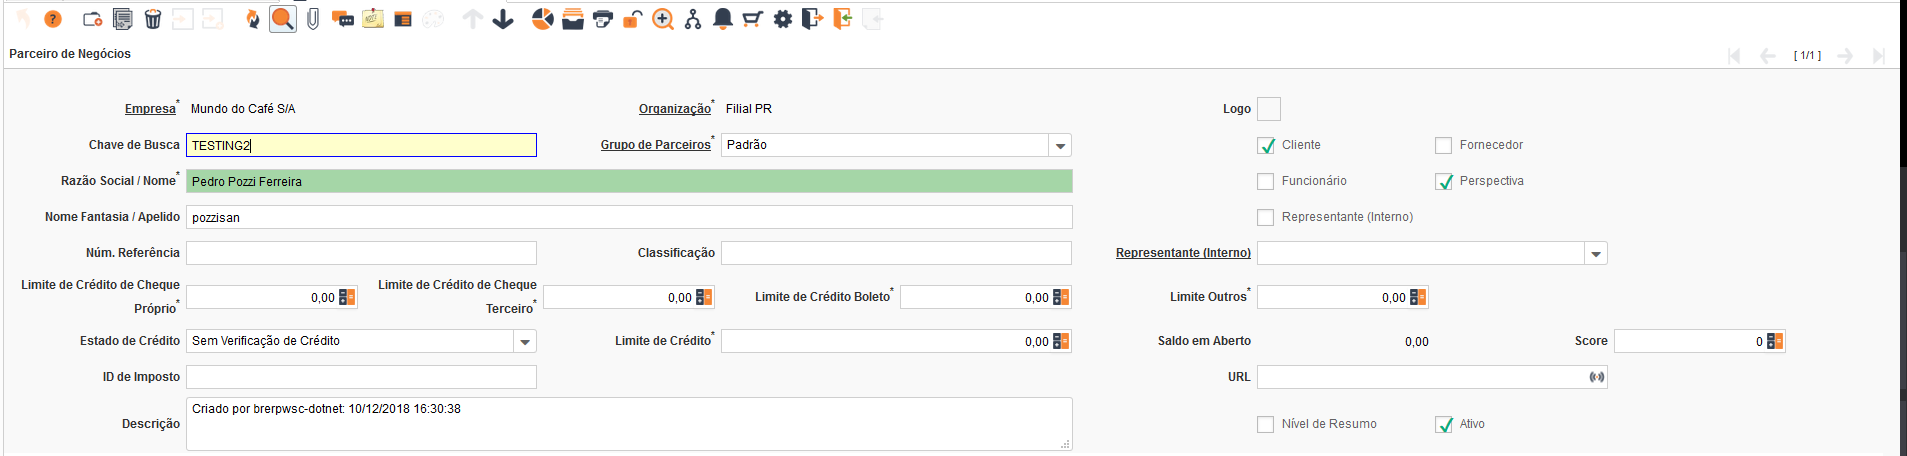 Parceiro de Negócios
[ 1/1 ]
Empresa* Mundo do Café S/A Organização* Filial PR Logo
Chave de Busca TESTING2 Grupo de Parceiros* Padrão Cliente Fornecedor
Razão Social / Nome* Pedro Pozzi Ferreira Funcionário Perspectiva
Nome Fantasia / Apelido pozzisan Representante (Interno)
Núm. Referência Classificação Representante (Interno)
Limite de Crédito de Cheque Próprio* 0,00 Limite de Crédito de Cheque Terceiro* 0,00 Limite de Crédito Boleto* 0,00 Limite Outros* 0,00
Estado de Crédito Sem Verificação de Crédito Limite de Crédito* 0,00 Saldo em Aberto 0,00 Score 0
ID de Imposto URL
Descrição Criado por brerpwsc-dotnet: 10/12/2018 16:30:38 Nível de Resumo Ativo